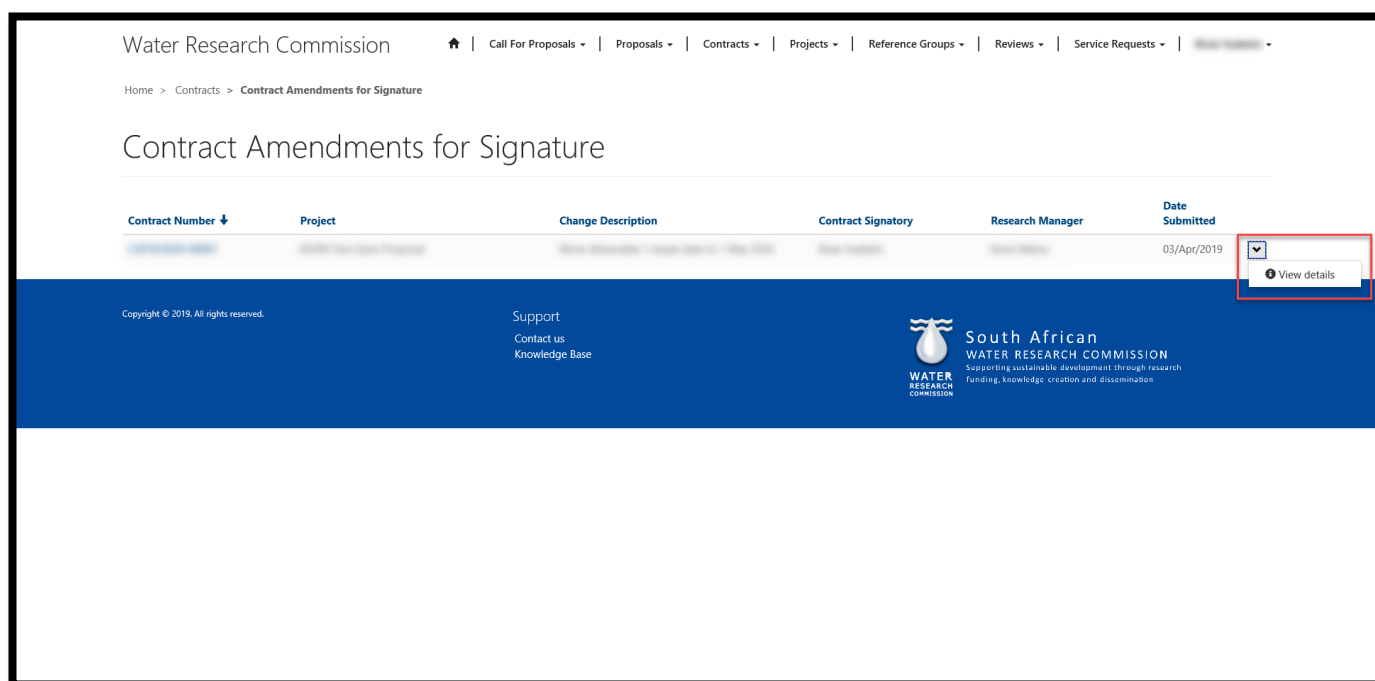 Water Research Commission
Call For Proposals
Proposals
Contracts
Projects
Reference Groups
Reviews
Service Requests
Home > Contracts > Contract Amendments for Signature
Contract Amendments for Signature
Contract Number Project Change Description Contract Signatory Research Manager Date Submitted
03/Apr/2019
View details
Copyright © 2019. All rights reserved.
Support
Contact us
Knowledge Base
WATER
RESEARCH
COMMISSION
South African
WATER RESEARCH COMMISSION
Supporting sustainable development through research
funding, knowledge creation and dissemination